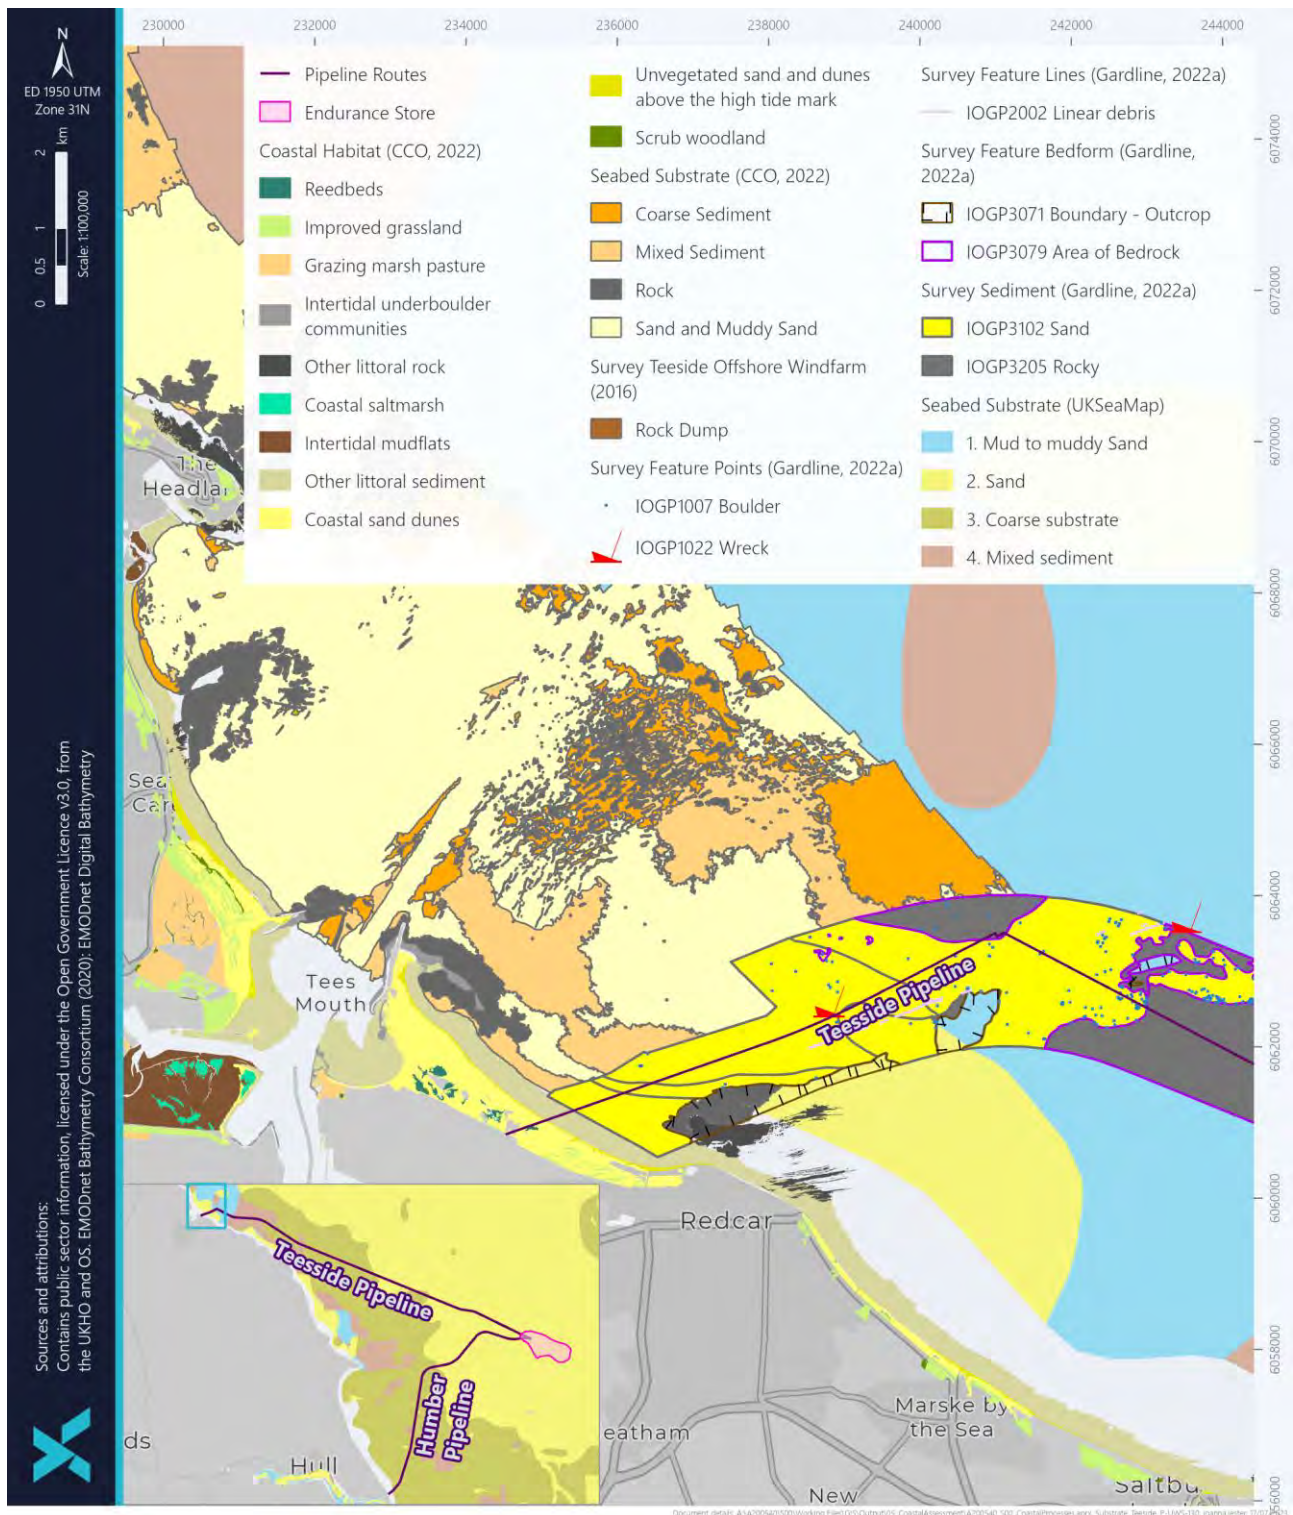 230000
232000
234000
236000
238000
240000
242000
244000
N
ED 1950 UTM
Zone 31N
0 0.5 1 2
km
Scale: 1:100,000
Sources and attributions:
Contains public sector information, licensed under the Open Government Licence v3.0, from
the UKHO and OS. EMODnet Bathymetry Consortium (2020): EMODnet Digital Bathymetry
Pipeline Routes
Endurance Store
Coastal Habitat (CCO, 2022)
Reedbeds
Improved grassland
Grazing marsh pasture
Intertidal underboulder
communities
Other littoral rock
Coastal saltmarsh
Intertidal mudflats
Other littoral sediment
Coastal sand dunes
Unvegetated sand and dunes
above the high tide mark
Scrub woodland
Seabed Substrate (CCO, 2022)
Coarse Sediment
Mixed Sediment
Rock
Sand and Muddy Sand
Survey Teeside Offshore Windfarm
(2016)
Rock Dump
Survey Feature Points (Gardline, 2022a)
IOGP1007 Boulder
IOGP1022 Wreck
Survey Feature Lines (Gardline, 2022a)
IOGP2002 Linear debris
Survey Feature Bedform (Gardline,
2022a)
IOGP3071 Boundary - Outcrop
IOGP3079 Area of Bedrock
Survey Sediment (Gardline, 2022a)
IOGP3102 Sand
IOGP3205 Rocky
Seabed Substrate (UKSeaMap)
1. Mud to muddy Sand
2. Sand
3. Coarse substrate
4. Mixed sediment
6074000
6072000
6070000
6068000
6066000
6064000
6062000
6060000
6058000
56000
The
Headla
Sea
Car
Tees
Mouth
Teesside Pipeline
Redcar
Marske by
the Sea
Saltbu
eatham
New
Teesside Pipeline
Humber
Pipeline
Hull
ds